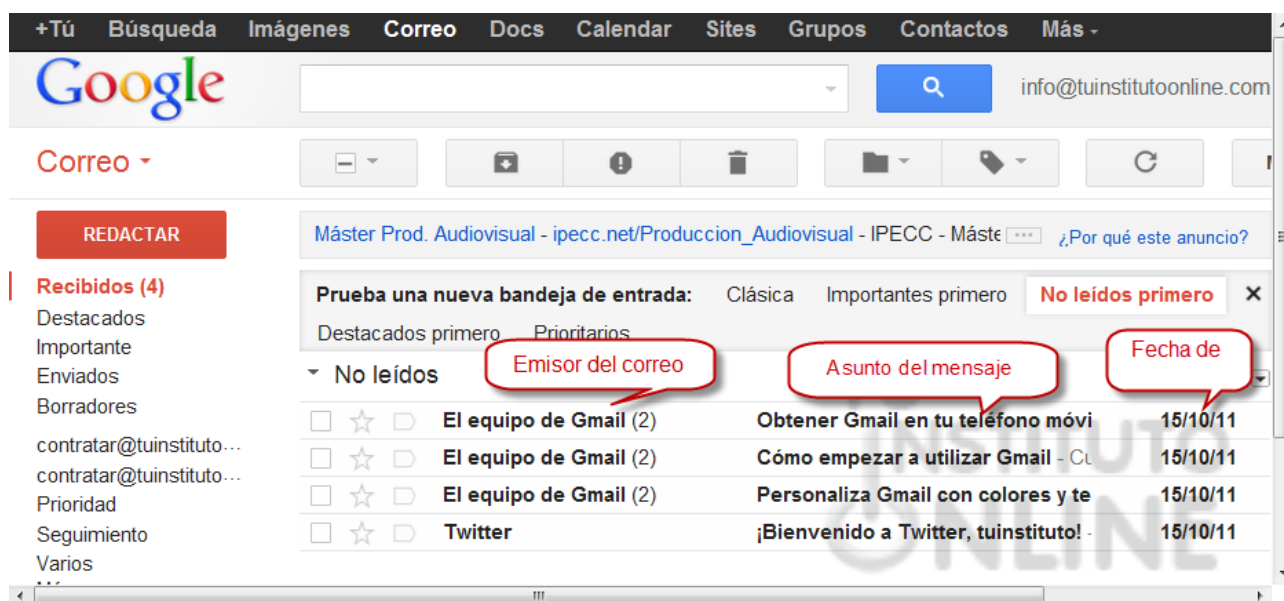 +Tú Búsqueda Imágenes Correo Docs Calendar Sites Grupos Contactos Más
Google
info@tuinstitutoonline.com
Correo
REDACTAR
Máster Prod. Audiovisual - ipecc.net/Produccion_Audiovisual - IPECC - Máste ¿Por qué este anuncio?
Recibidos (4)
Destacados
Importante
Enviados
Borradores
contratar@tuinstituto...
contratar@tuinstituto...
Prioridad
Seguimiento
Varios
Prueba una nueva bandeja de entrada: Clásica Importantes primero No leídos primero
Destacados primero Prioritarios
Emisor del correo
Asunto del mensaje
Fecha de
No leídos
El equipo de Gmail (2) Obtener Gmail en tu teléfono móvi 15/10/11
El equipo de Gmail (2) Cómo empezar a utilizar Gmail - Cu 15/10/11
El equipo de Gmail (2) Personaliza Gmail con colores y te 15/10/11
Twitter ¡Bienvenido a Twitter, tuinstituto! - 15/10/11
INSTITUTO
ONLINE